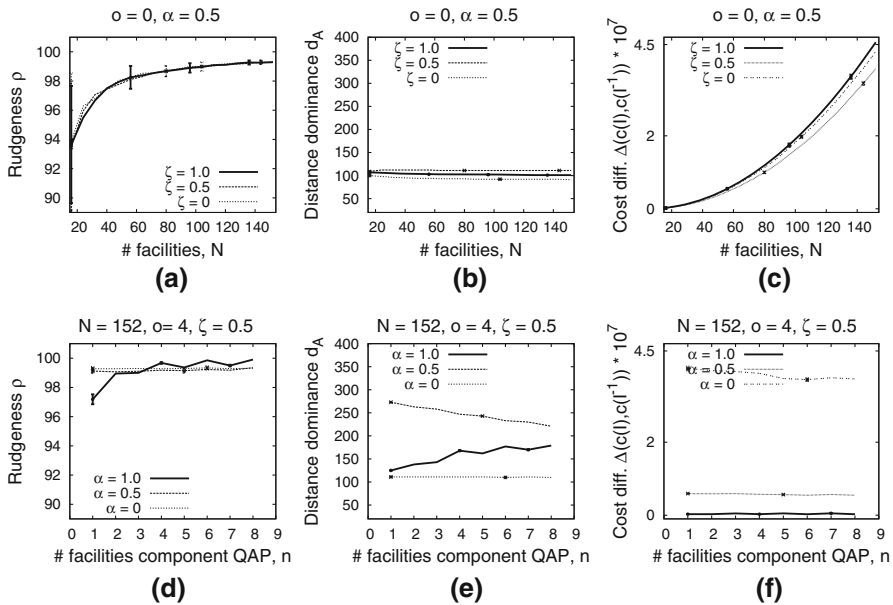 o = 0, α = 0.5
Rudgeness ρ
100
98
96
94
92
90
20 40 60 80 100 120 140
ζ = 1.0
ζ = 0.5
ζ = 0
# facilities, N
(a)
o = 0, α = 0.5
Distance dominance d_A
400
350
300
250
200
150
100
50
20 40 60 80 100 120 140
ζ = 1.0
ζ = 0.5
ζ = 0
# facilities, N
(b)
o = 0, α = 0.5
Cost diff. Δ(c(I),c(I⁻¹)) * 10⁷
4.5
2
0
20 40 60 80 100 120 140
ζ = 1.0
ζ = 0.5
ζ = 0
# facilities, N
(c)
N = 152, o= 4, ζ = 0.5
Rudgeness ρ
100
98
96
94
92
90
0 1 2 3 4 5 6 7 8 9
α = 1.0
α = 0.5
α = 0
# facilities component QAP, n
(d)
N = 152, o= 4, ζ = 0.5
Distance dominance d_A
400
350
300
250
200
150
100
50
0 1 2 3 4 5 6 7 8 9
α = 1.0
α = 0.5
α = 0
# facilities component QAP, n
(e)
N = 152, o= 4, ζ = 0.5
Cost diff. Δ(c(I),c(I⁻¹)) * 10⁷
4.5
2
0
0 1 2 3 4 5 6 7 8 9
α = 1.0
α = 0.5
α = 0
# facilities component QAP, n
(f)